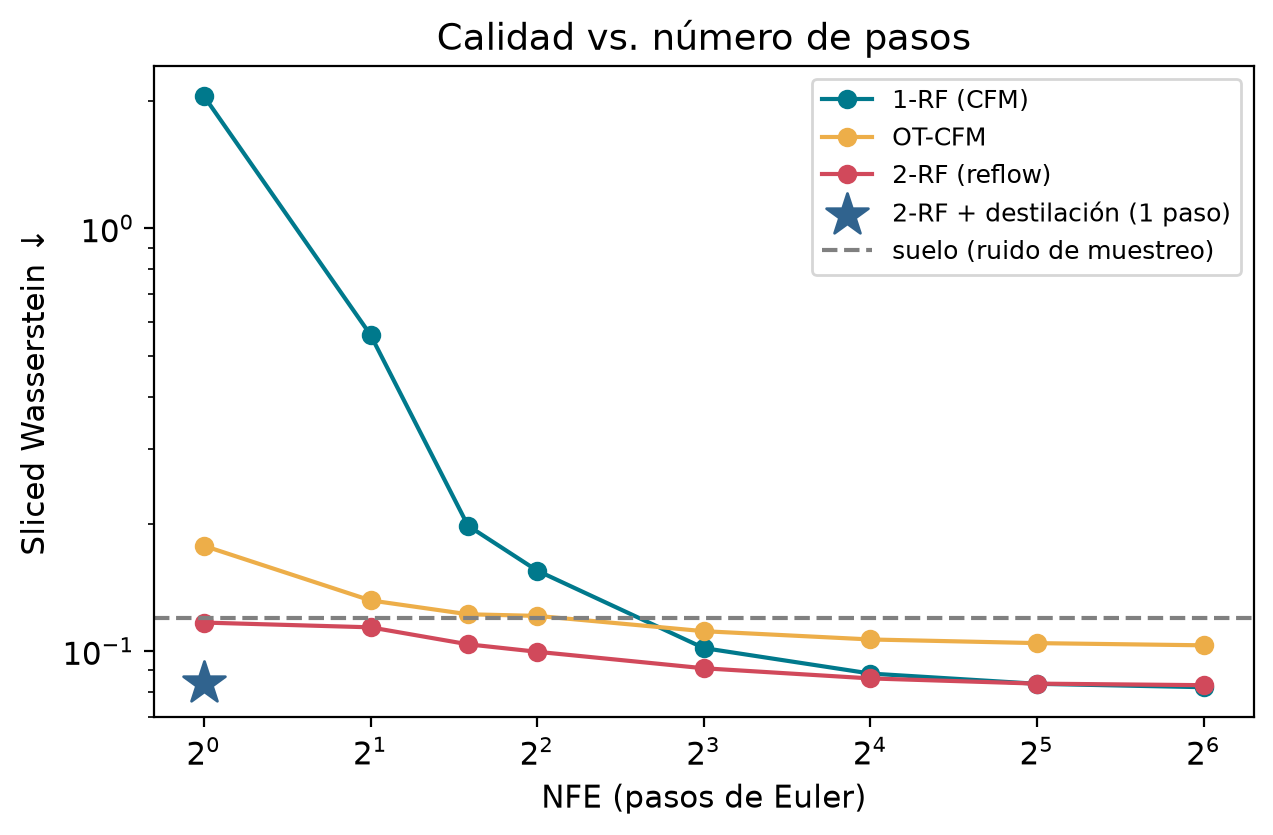 Calidad vs. número de pasos
1-RF (CFM)
OT-CFM
2-RF (reflow)
2-RF + destilación (1 paso)
suelo (ruido de muestreo)
Sliced Wasserstein ↓
10⁰
10⁻¹
2⁰ 2¹ 2² 2³ 2⁴ 2⁵ 2⁶
NFE (pasos de Euler)